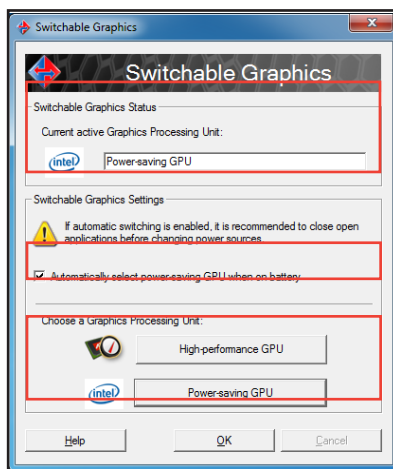 Switchable Graphics
Switchable Graphics
Switchable Graphics Status
Current active Graphics Processing Unit:
intel
Power-saving GPU
Switchable Graphics Settings
If automatic switching is enabled, it is recommended to close open
applications before changing power sources.
Automatically select power-saving GPU when on battery
Choose a Graphics Processing Unit:
High-performance GPU
intel
Power-saving GPU
Help OK Cancel